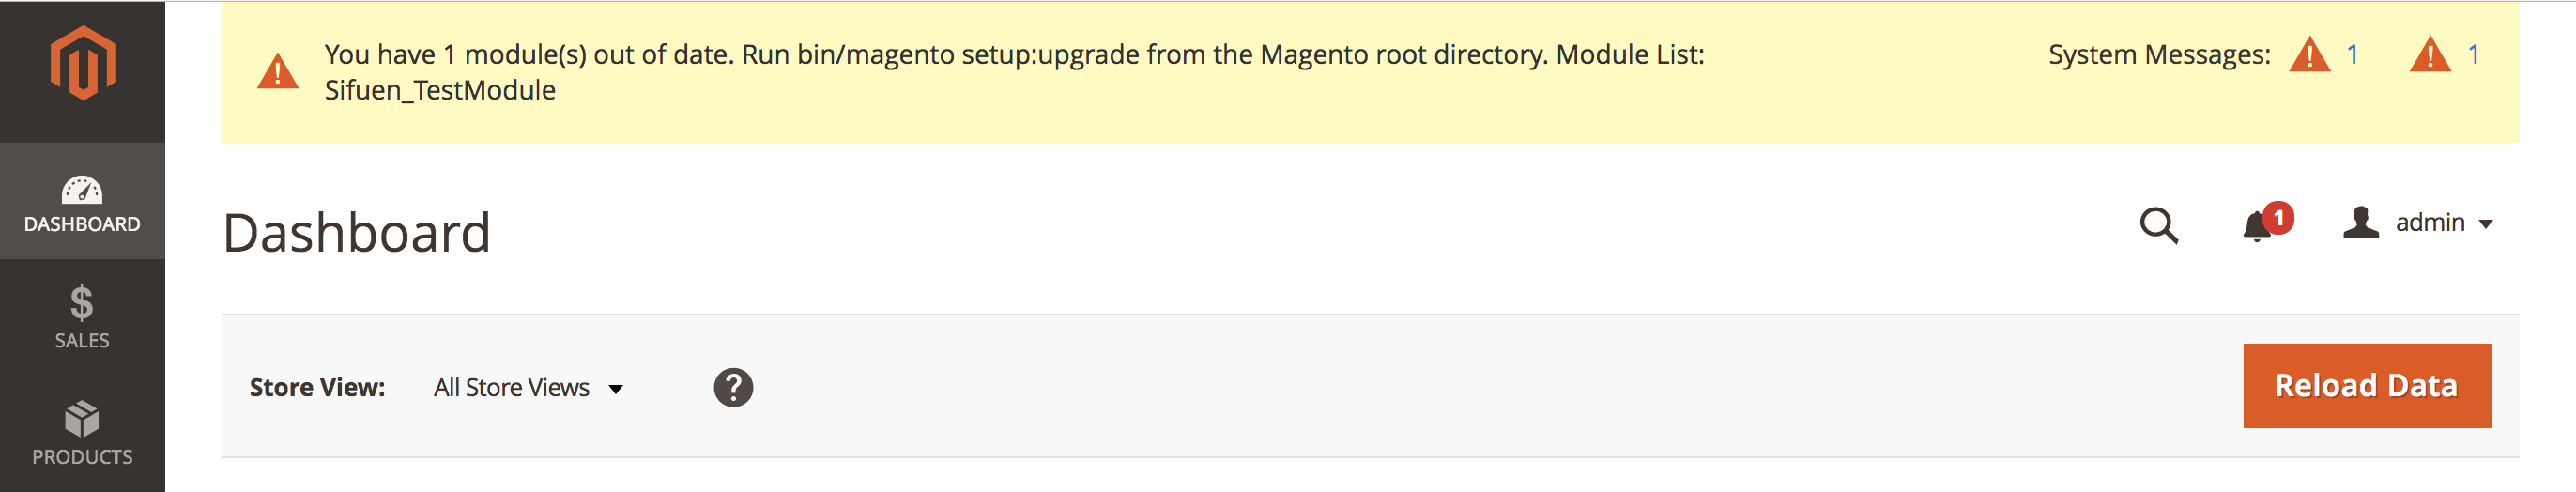 You have 1 module(s) out of date. Run bin/magento setup:upgrade from the Magento root directory. Module List:
Sifuen_TestModule
System Messages: 1 1
DASHBOARD
Dashboard
1
admin
SALES
Store View: All Store Views
?
Reload Data
PRODUCTS